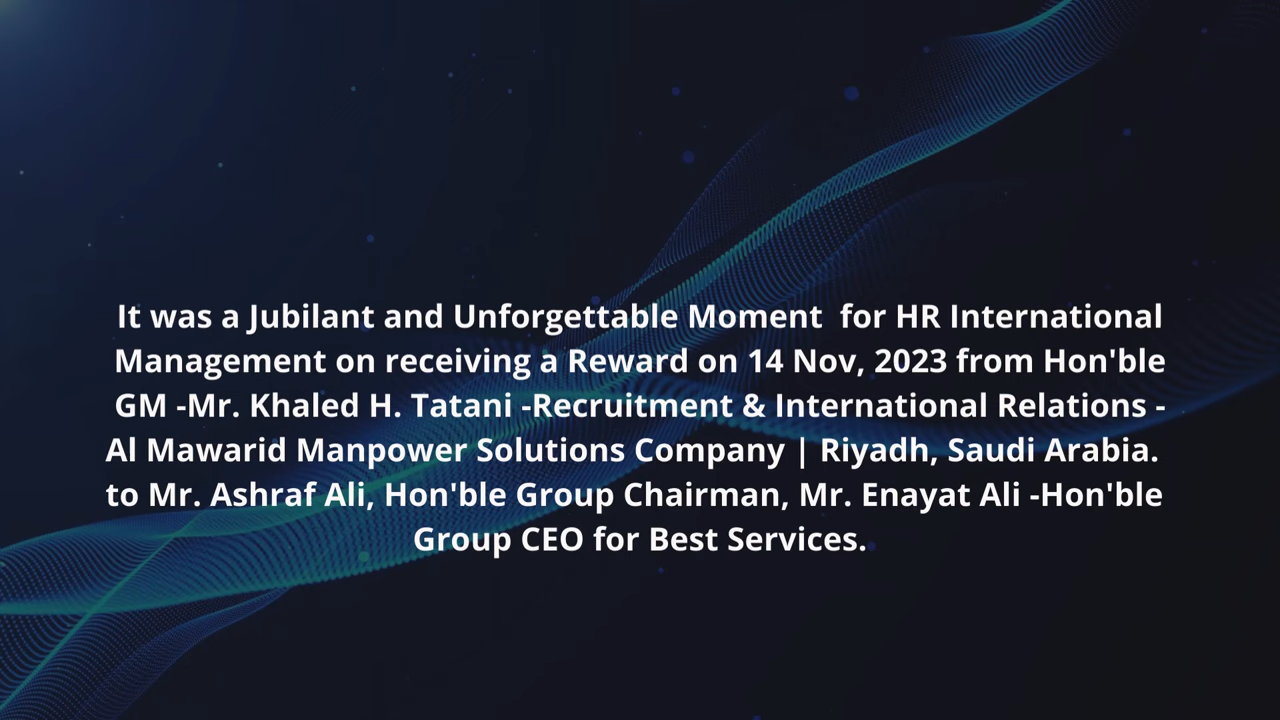 It was a Jubilant and Unforgettable Moment  for HR International
Management on receiving a Reward on 14 Nov, 2023 from Hon'ble
GM -Mr. Khaled H. Tatani -Recruitment & International Relations -
Al Mawarid Manpower Solutions Company | Riyadh, Saudi Arabia.
to Mr. Ashraf Ali, Hon'ble Group Chairman, Mr. Enayat Ali -Hon'ble
Group CEO for Best Services.